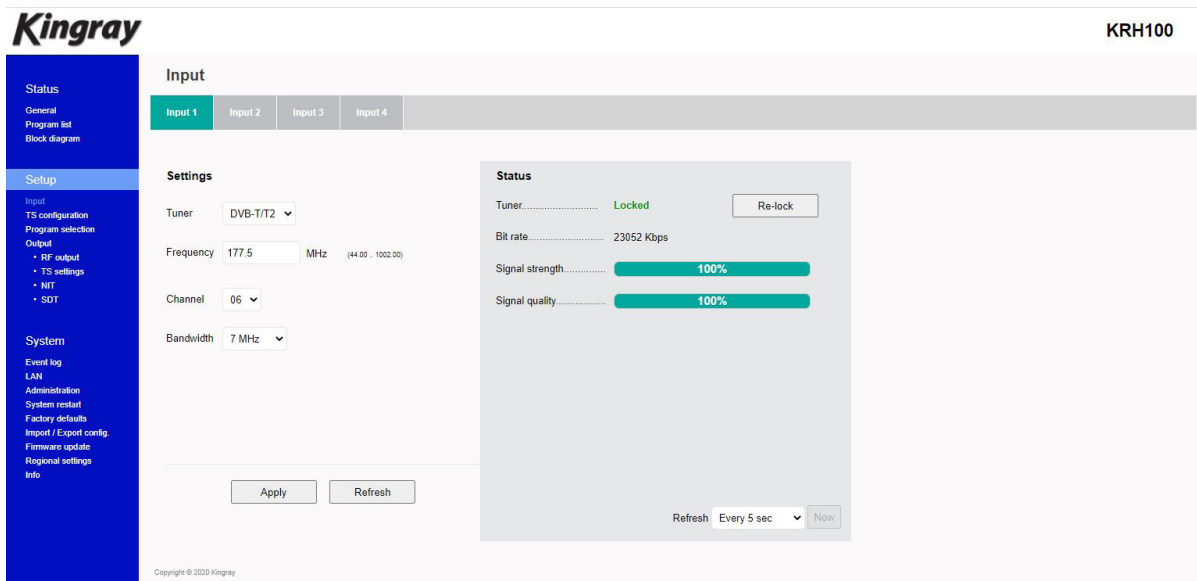 Kingray
KRH100
Status
General
Program list
Block diagram
Setup
Input
TS configuration
Program selection
Output
• RF output
• TS settings
• NIT
• SDT
System
Event log
LAN
Administration
System restart
Factory defaults
Import / Export config.
Firmware update
Regional settings
Info
Input
Input 1 Input 2 Input 3 Input 4
Settings
Tuner DVB-T/T2
Frequency 177.5 MHz (44.00 .. 1002.00)
Channel 06
Bandwidth 7 MHz
Apply Refresh
Status
Tuner........................... Locked Re-lock
Bit rate.......................... 23052 Kbps
Signal strength.............. 100%
Signal quality................. 100%
Refresh Every 5 sec Now
Copyright © 2020 Kingray